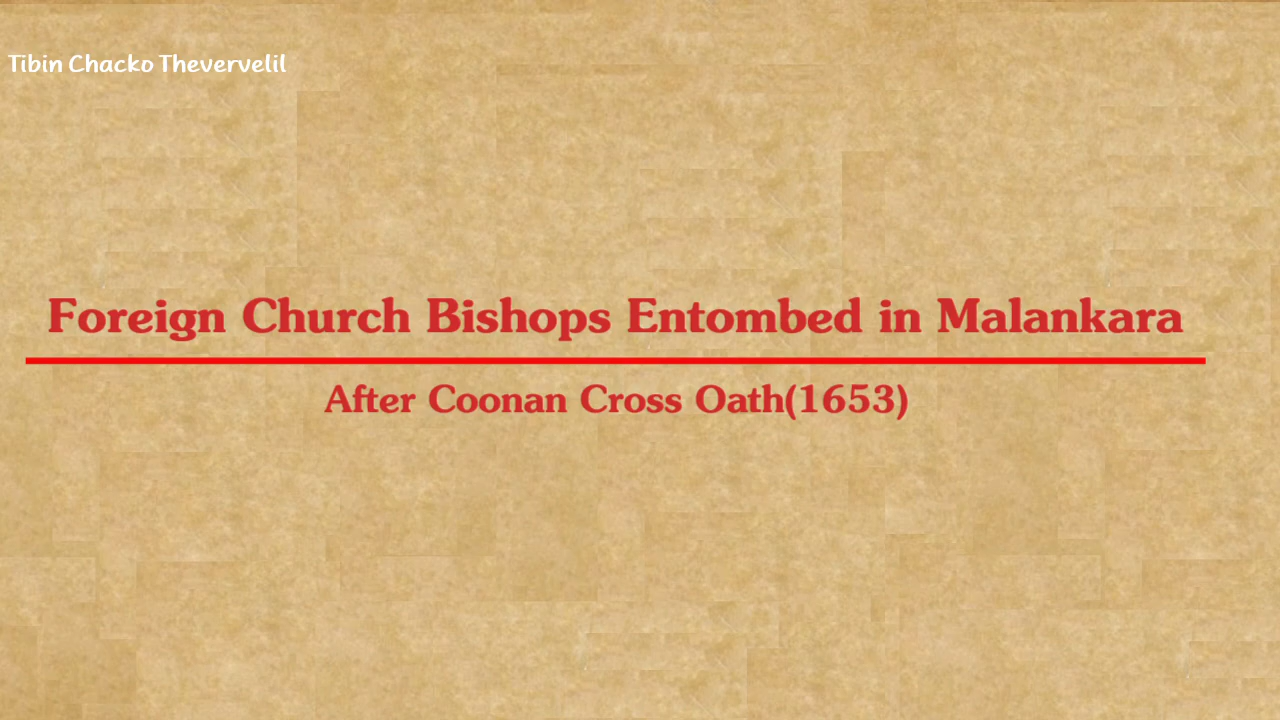 Tibin Chacko Thevervelil
Foreign Church Bishops Entombed in Malankara
After Coonan Cross Oath(1653)